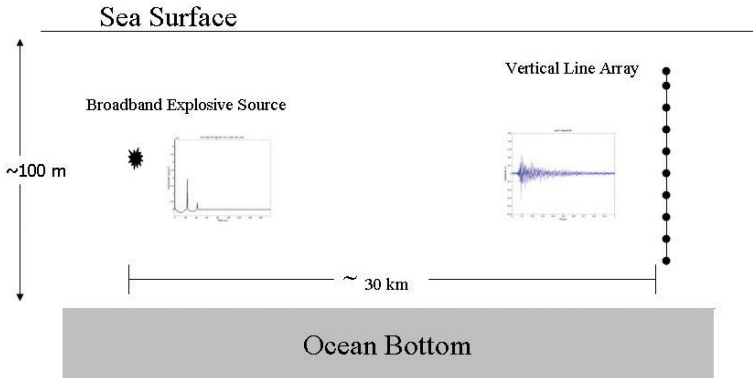 Sea Surface
Vertical Line Array
Broadband Explosive Source
~100 m
~ 30 km
Ocean Bottom